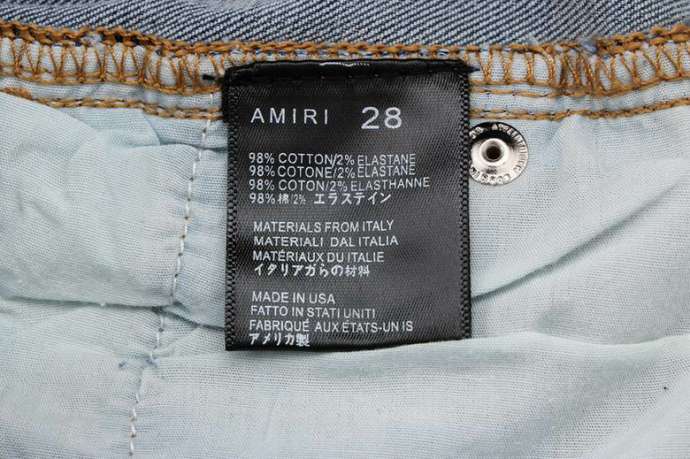 AMIRI 28
98% COTTON/2% ELASTANE
98% COTONE/2% ELASTANE
98% COTON/2% ELASTHANNE
98% 棉/2% エラステイン
MATERIALS FROM ITALY
MATERIALI DAL ITALIA
MATÉRIAUX DU ITALIE
イタリアガらの材料
MADE IN USA
FATTO IN STATI UNITI
FABRIQUÉ AUX ÉTATS-UN IS
アメリカ製